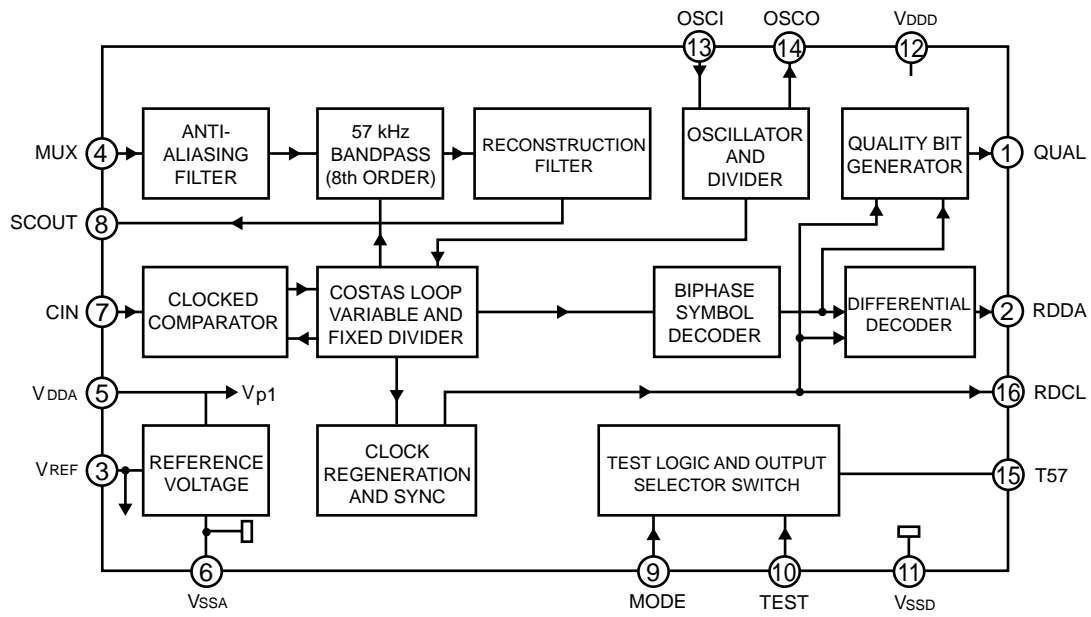 OSCI OSCO VDDD
13 14 12
MUX 4
ANTI-
ALIASING
FILTER
57 kHz
BANDPASS
(8th ORDER)
RECONSTRUCTION
FILTER
OSCILLATOR
AND
DIVIDER
QUALITY BIT
GENERATOR
1 QUAL
SCOUT 8
CIN 7
CLOCKED
COMPARATOR
COSTAS LOOP
VARIABLE AND
FIXED DIVIDER
BIPHASE
SYMBOL
DECODER
DIFFERENTIAL
DECODER
2 RDDA
VDDA 5 Vp1
16 RDCL
VREF 3
REFERENCE
VOLTAGE
CLOCK
REGENERATION
AND SYNC
TEST LOGIC AND OUTPUT
SELECTOR SWITCH
15 T57
6 9 10 11
VSSA MODE TEST VSSD